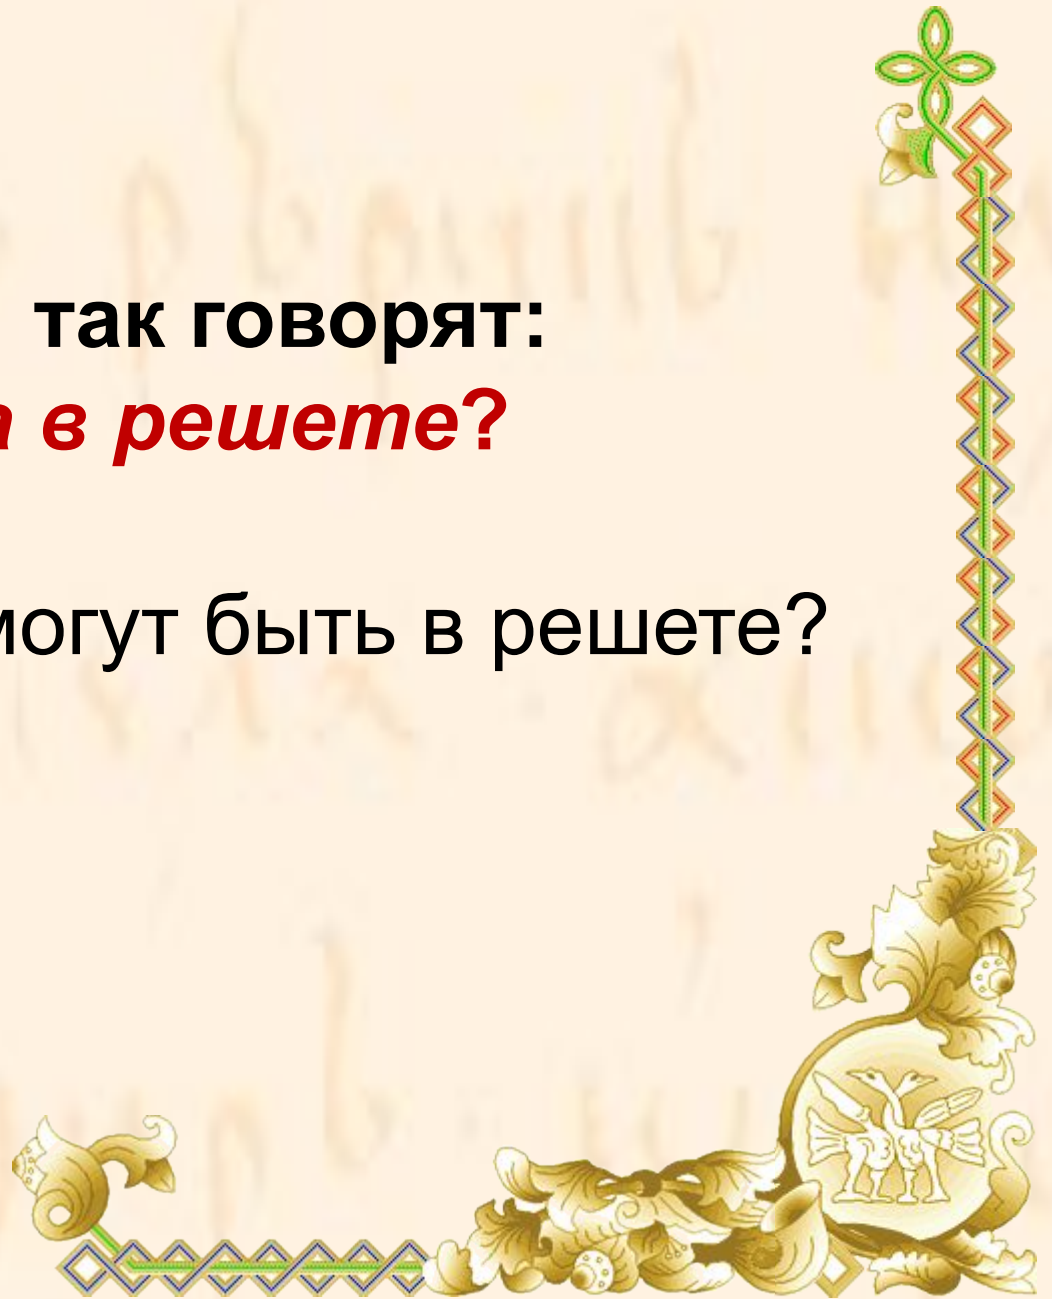 так говорят:
а в решете?
могут быть в решете?